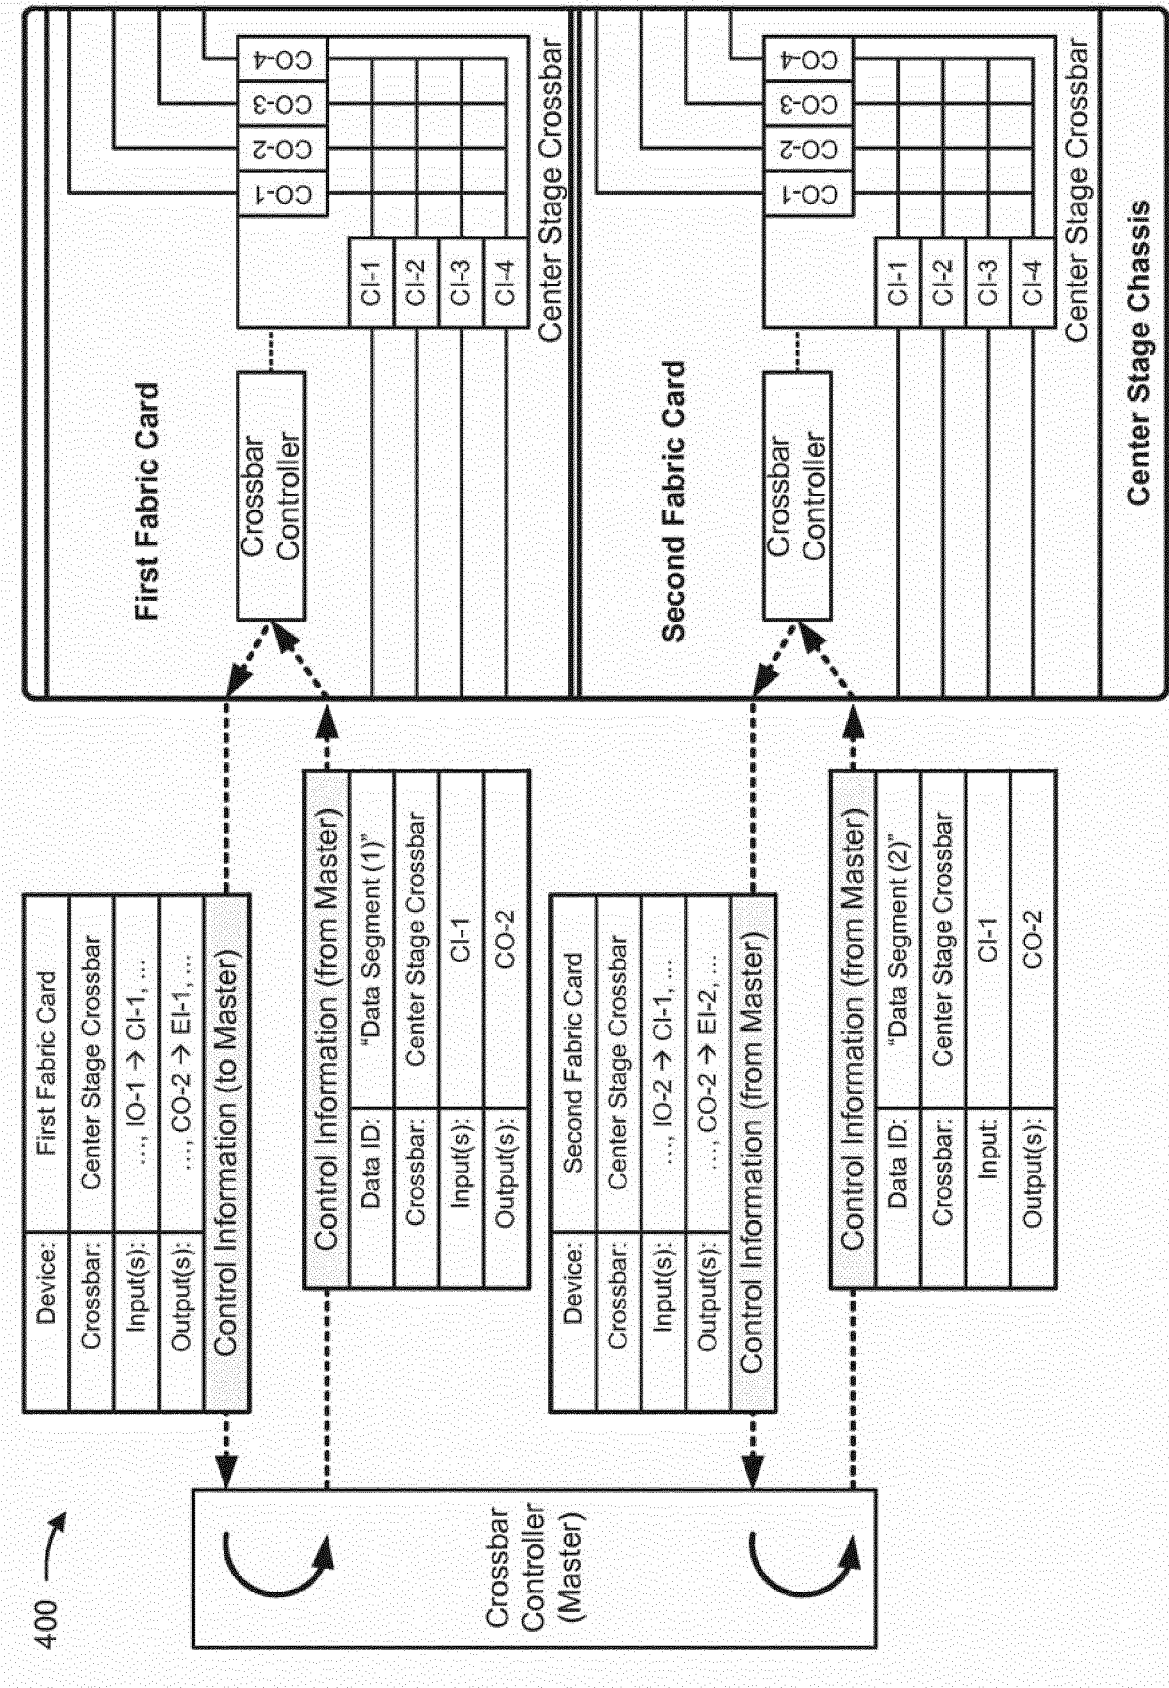 400
Crossbar
Controller
(Master)
Device: First Fabric Card
Crossbar: Center Stage Crossbar
Input(s): …, IO-1 → CI-1, ...
Output(s): …, CO-2 → EI-1, ...
Control Information (to Master)
Control Information (from Master)
Data ID: “Data Segment (1)”
Crossbar: Center Stage Crossbar
Input(s): CI-1
Output(s): CO-2
Device: Second Fabric Card
Crossbar: Center Stage Crossbar
Input(s): …, IO-2 → CI-1, ...
Output(s): …, CO-2 → EI-2, ...
Control Information (from Master)
Control Information (from Master)
Data ID: “Data Segment (2)”
Crossbar: Center Stage Crossbar
Input: CI-1
Output(s): CO-2
First Fabric Card
Crossbar
Controller
CO-1
CO-2
CO-3
CO-4
CI-1
CI-2
CI-3
CI-4
Center Stage Crossbar
Second Fabric Card
Crossbar
Controller
CO-1
CO-2
CO-3
CO-4
CI-1
CI-2
CI-3
CI-4
Center Stage Crossbar
Center Stage Chassis